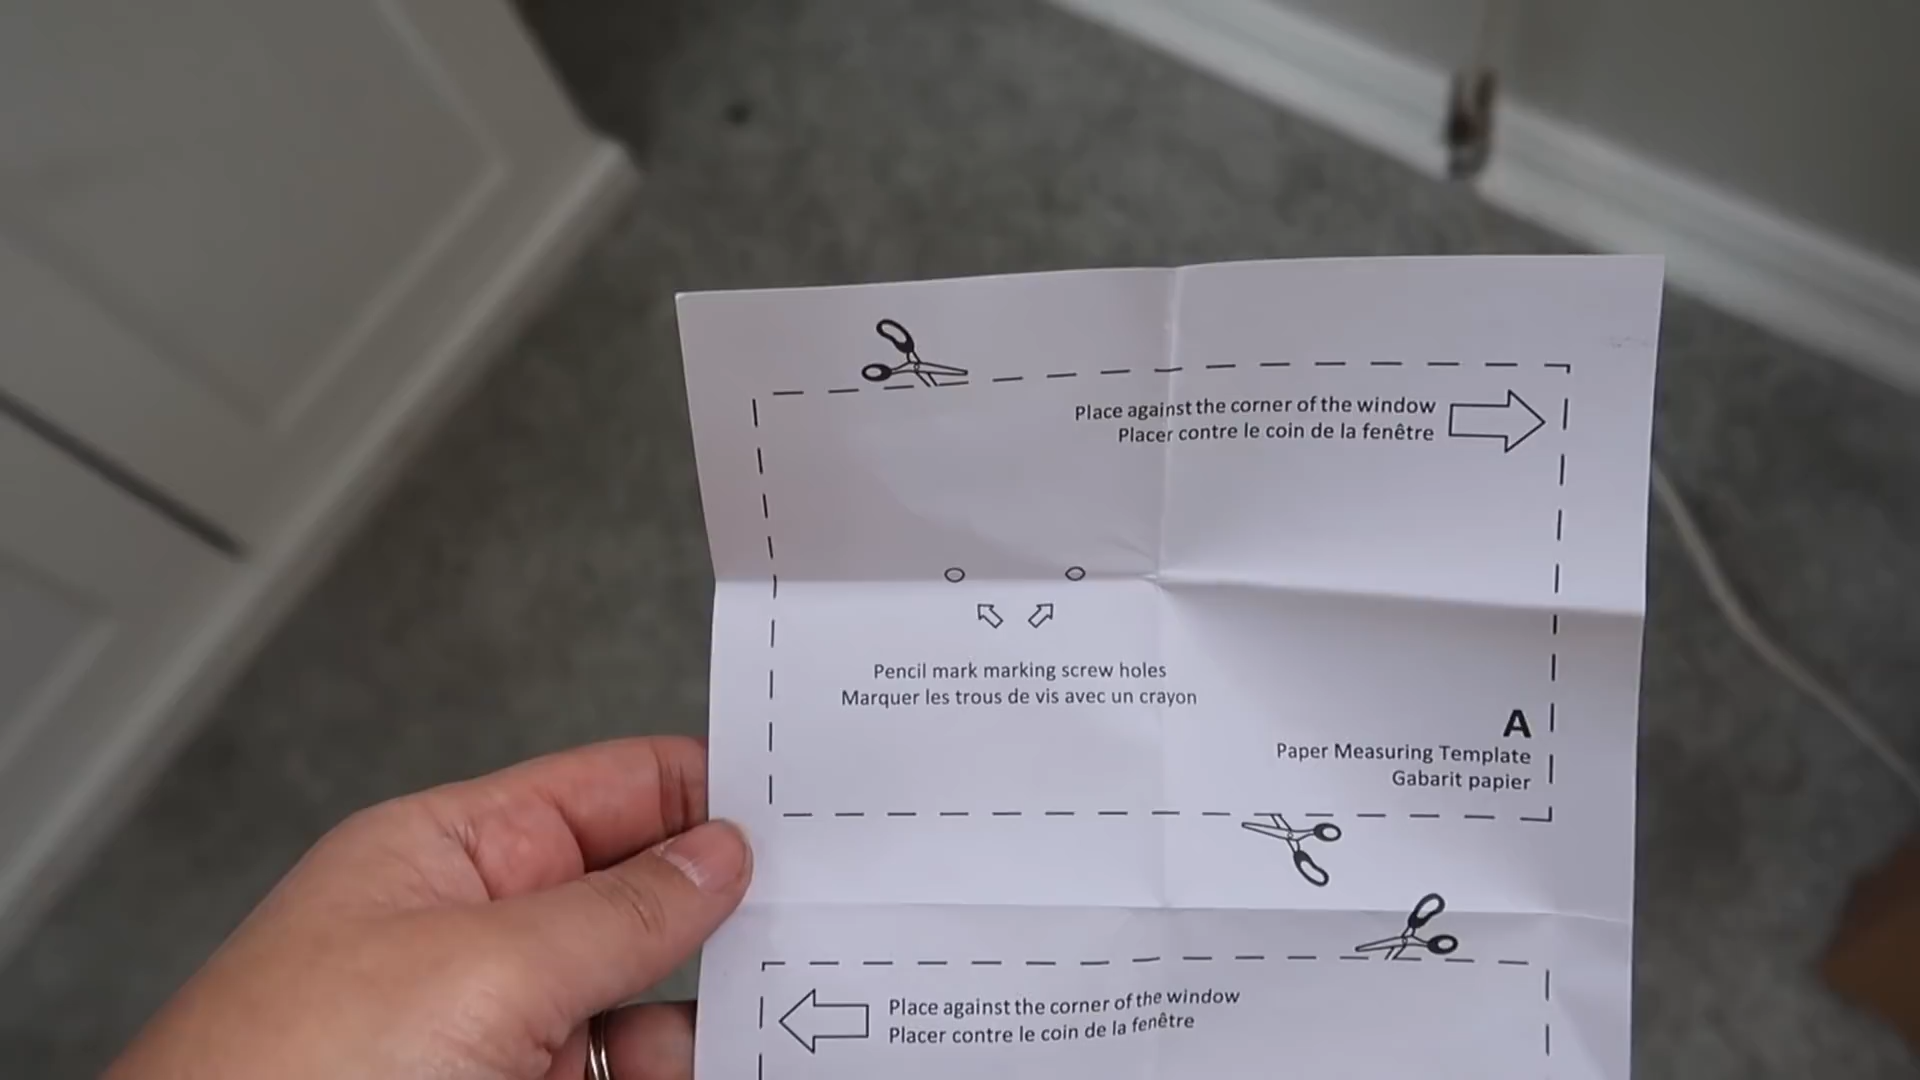 Place against the corner of the window
Placer contre le coin de la fenêtre
Pencil mark marking screw holes
Marquer les trous de vis avec un crayon
A
Paper Measuring Template
Gabarit papier
Place against the corner of the window
Placer contre le coin de la fenêtre